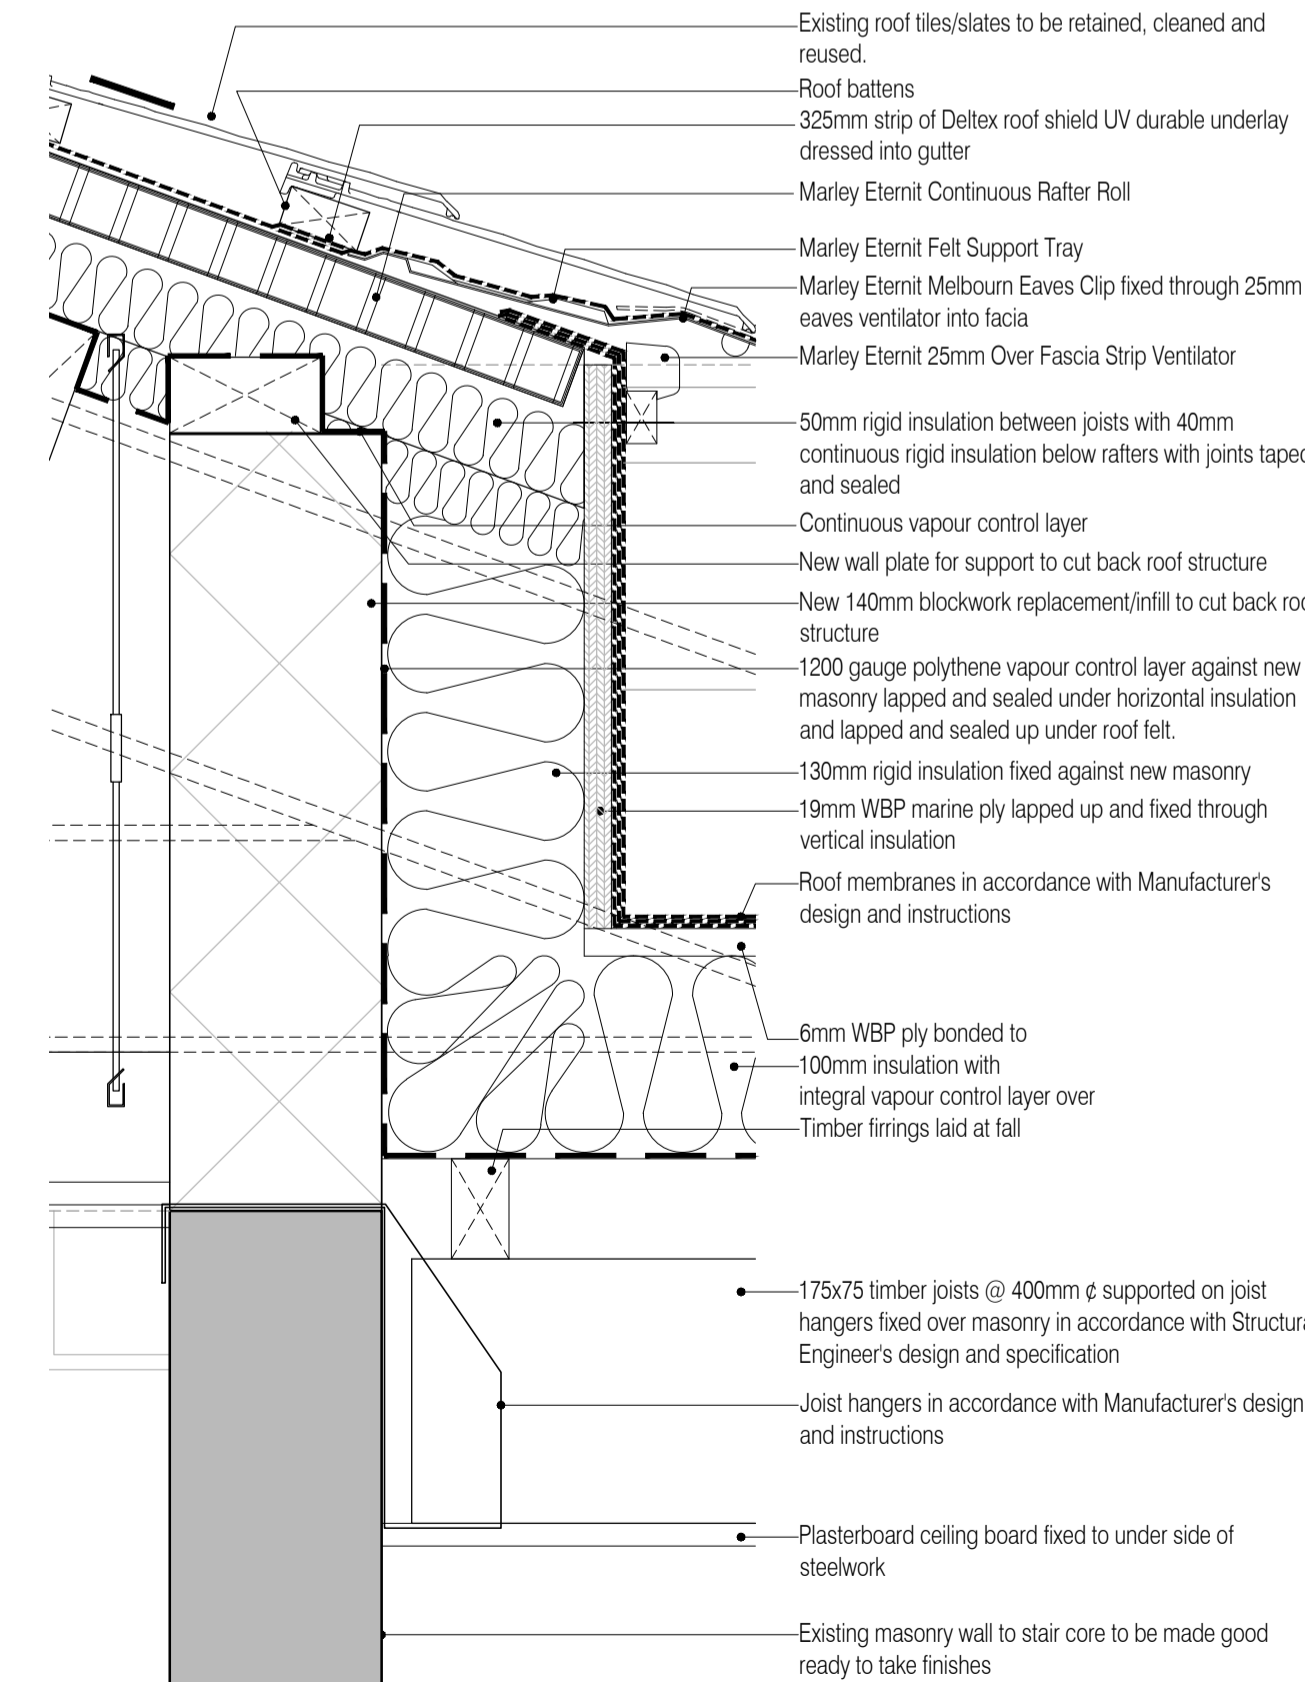 Existing roof tiles/slates to be retained, cleaned and
reused.
Roof battens
325mm strip of Deltex roof shield UV durable underlay
dressed into gutter
Marley Eternit Continuous Rafter Roll
Marley Eternit Felt Support Tray
Marley Eternit Melbourn Eaves Clip fixed through 25mm
eaves ventilator into facia
Marley Eternit 25mm Over Fascia Strip Ventilator
50mm rigid insulation between joists with 40mm
continuous rigid insulation below rafters with joints taped
and sealed
Continuous vapour control layer
New wall plate for support to cut back roof structure
New 140mm blockwork replacement/infill to cut back roo
structure
1200 gauge polythene vapour control layer against new
masonry lapped and sealed under horizontal insulation
and lapped and sealed up under roof felt.
130mm rigid insulation fixed against new masonry
19mm WBP marine ply lapped up and fixed through
vertical insulation
Roof membranes in accordance with Manufacturer's
design and instructions
6mm WBP ply bonded to
100mm insulation with
integral vapour control layer over
Timber firrings laid at fall
175x75 timber joists @ 400mm ¢ supported on joist
hangers fixed over masonry in accordance with Structura
Engineer's design and specification
Joist hangers in accordance with Manufacturer's design
and instructions
Plasterboard ceiling board fixed to under side of
steelwork
Existing masonry wall to stair core to be made good
ready to take finishes